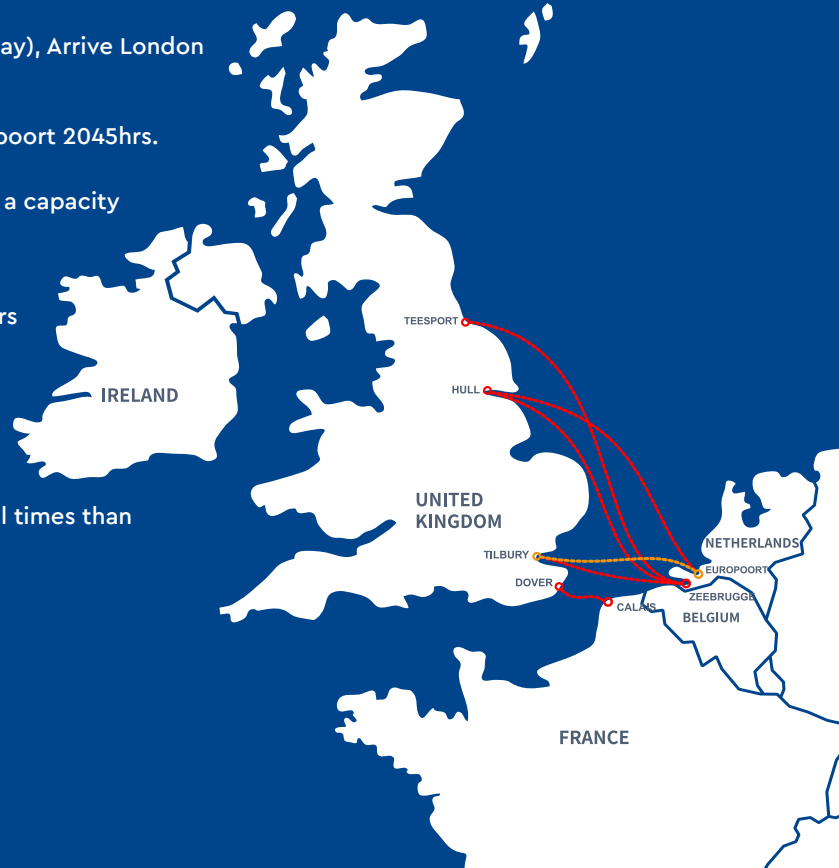 ay), Arrive London
oort 2045hrs.
a capacity
rs
l times than
TEESPORT
HULL
IRELAND
UNITED
KINGDOM
TILBURY
DOVER
CALAIS
NETHERLANDS
EUROPOORT
ZEEBRUGGE
BELGIUM
FRANCE